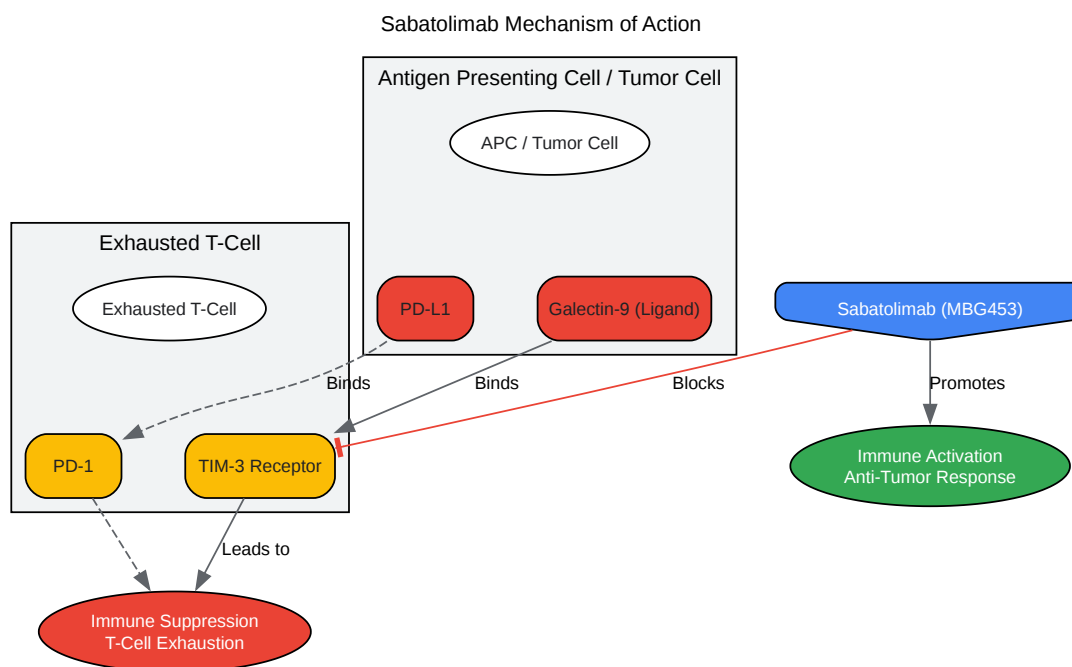 Sabatolimab Mechanism of Action
Antigen Presenting Cell / Tumor Cell
APC / Tumor Cell
Exhausted T-Cell
Exhausted T-Cell
PD-L1
Galectin-9 (Ligand)
Sabatolimab (MBG453)
Binds
Binds
Blocks
Promotes
PD-1
TIM-3 Receptor
Immune Activation
Anti-Tumor Response
Leads to
Immune Suppression
T-Cell Exhaustion